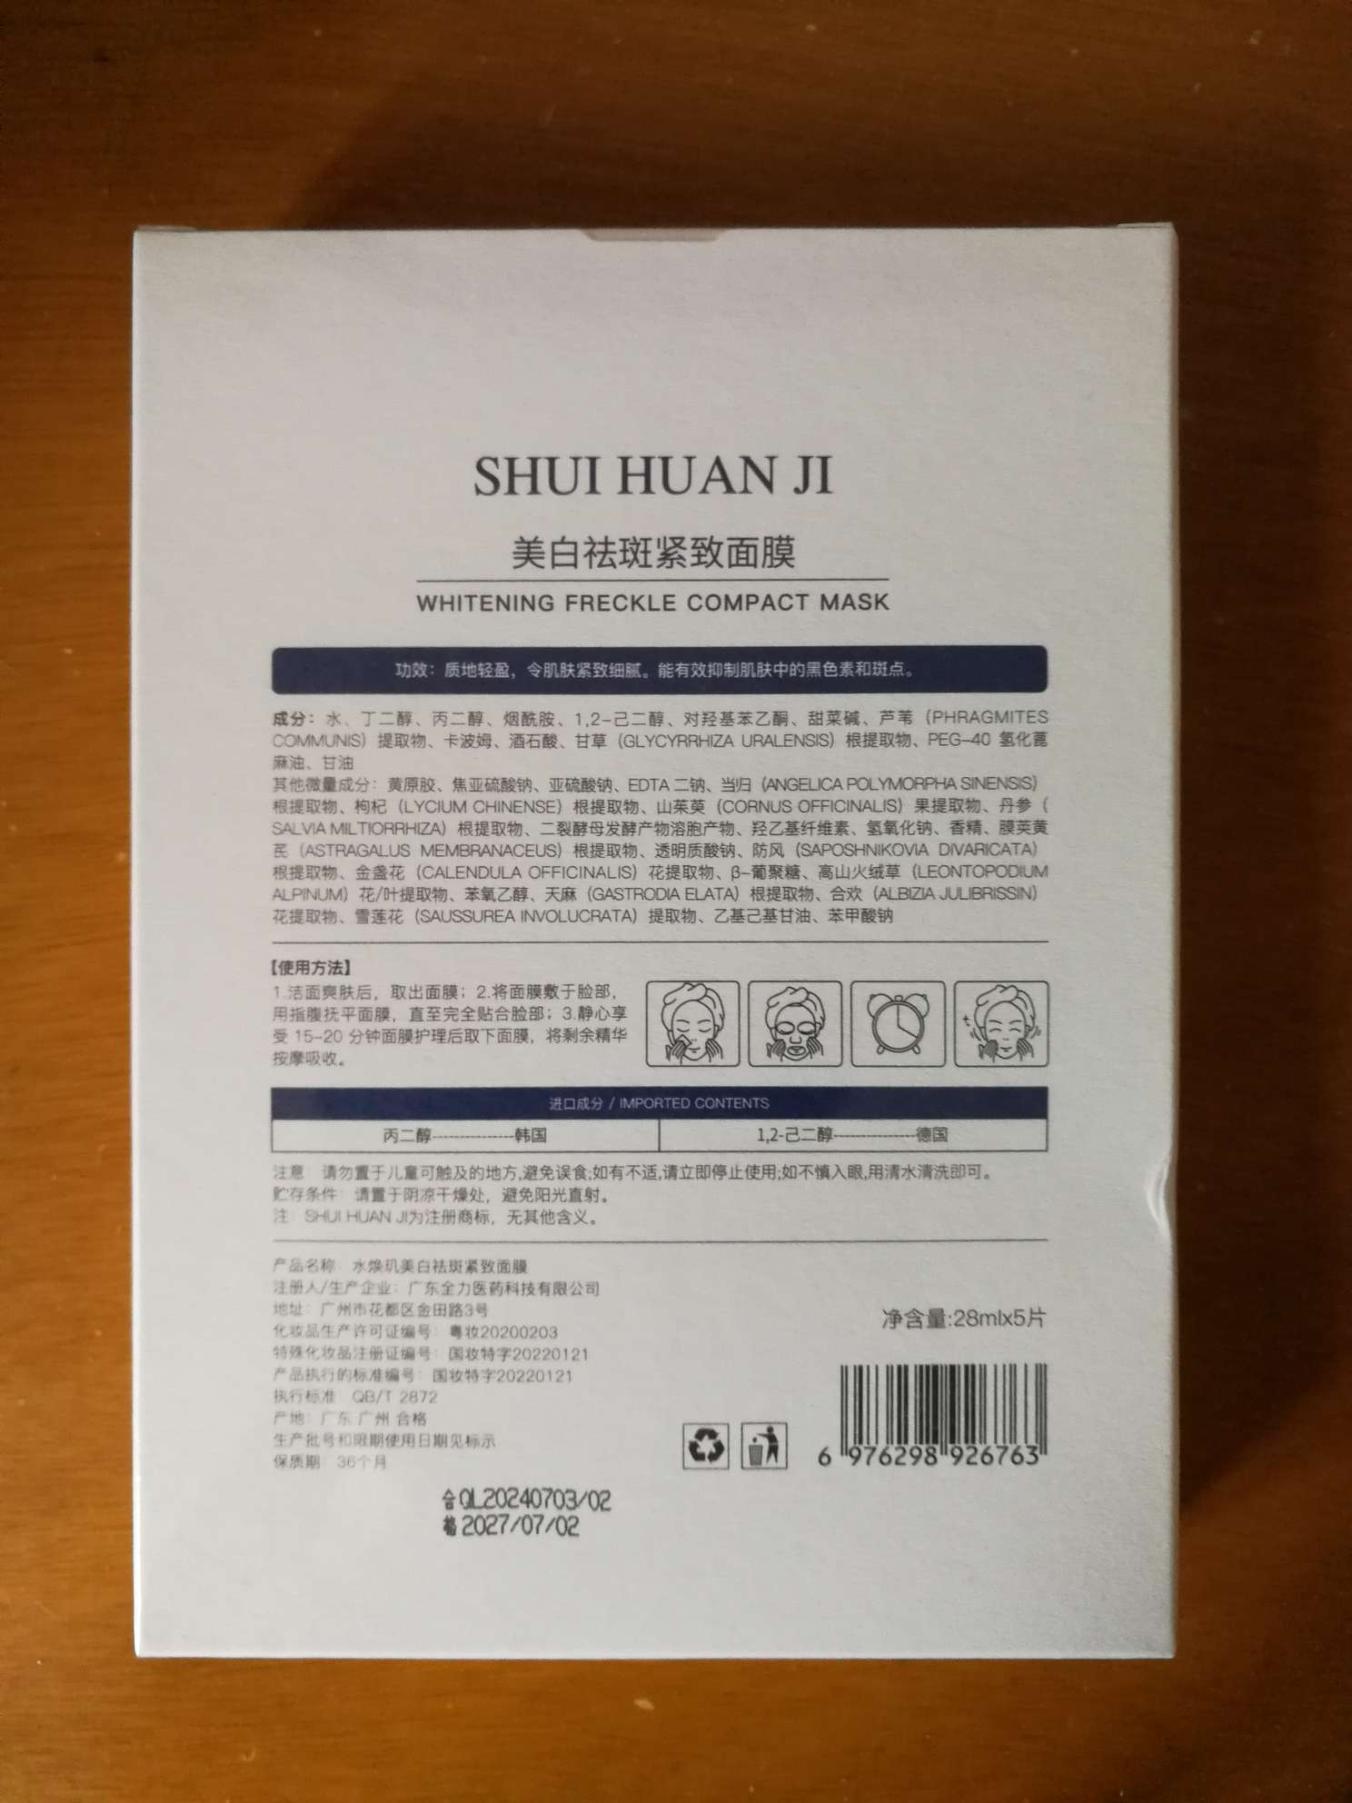 SHUI HUAN JI
美白祛斑紧致面膜
WHITENING FRECKLE COMPACT MASK
功效：质地轻盈，令肌肤紧致细腻。能有效抑制肌肤中的黑色素和斑点。
成分：水、丁二醇、丙二醇、烟酰胺、1,2-己二醇、对羟基苯乙酮、甜菜碱、芦苇（PHRAGMITES
COMMUNIS）提取物、卡波姆、酒石酸、甘草（GLYCYRRHIZA URALENSIS）根提取物、PEG-40 氢化蓖
麻油、甘油
其他微量成分：黄原胶、焦亚硫酸钠、亚硫酸钠、EDTA 二钠、当归（ANGELICA POLYMORPHA SINENSIS）
根提取物、枸杞（LYCIUM CHINENSE）根提取物、山茱萸（CORNUS OFFICINALIS）果提取物、丹参（
SALVIA MILTIORRHIZA）根提取物、二裂酵母发酵产物溶胞产物、羟乙基纤维素、氢氧化钠、香精、膜荚黄
芪（ASTRAGALUS MEMBRANACEUS）根提取物、透明质酸钠、防风（SAPOSHNIKOVIA DIVARICATA）
根提取物、金盏花（CALENDULA OFFICINALIS）花提取物、β-葡聚糖、高山火绒草（LEONTOPODIUM
ALPINUM）花/叶提取物、苯氧乙醇、天麻（GASTRODIA ELATA）根提取物、合欢（ALBIZIA JULIBRISSIN）
花提取物、雪莲花（SAUSSUREA INVOLUCRATA）提取物、乙基己基甘油、苯甲酸钠
【使用方法】
1.洁面爽肤后，取出面膜；2.将面膜敷于脸部，
用指腹抚平面膜，直至完全贴合脸部；3.静心享
受 15-20 分钟面膜护理后取下面膜，将剩余精华
按摩吸收。
进口成分 / IMPORTED CONTENTS
丙二醇---------------韩国
1,2-己二醇---------------德国
注意：请勿置于儿童可触及的地方,避免误食;如有不适,请立即停止使用;如不慎入眼,用清水清洗即可。
贮存条件：请置于阴凉干燥处，避免阳光直射。
注：SHUI HUAN JI为注册商标，无其他含义。
产品名称：水焕玑美白祛斑紧致面膜
注册人/生产企业：广东全力医药科技有限公司
地址：广州市花都区金田路3号
化妆品生产许可证编号：粤妆20200203
特殊化妆品注册证编号：国妆特字20220121
产品执行的标准编号：国妆特字20220121
执行标准：QB/T 2872
产地：广东 广州 合格
生产批号和限期使用日期见标示
保质期：36个月
净含量:28mlx5片
6 976298 926763
合 QL20240703/02
格 2027/07/02